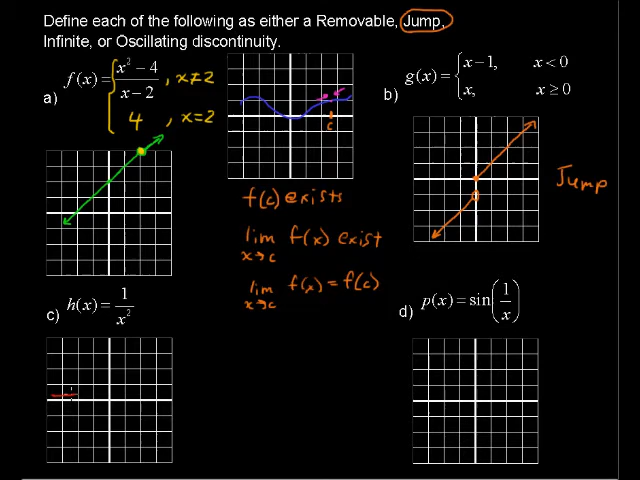 Define each of the following as either a Removable, Jump,
Infinite, or Oscillating discontinuity.
a) f(x) = { x² − 4 / x − 2 , x ≠ 2
4 , x = 2
c
b) g(x) = { x − 1, x < 0
x, x ≥ 0
Jump
f(c) exists
lim x→c f(x) exist
lim x→c f(x) = f(c)
c) h(x) = 1 / x²
d) p(x) = sin(1 / x)